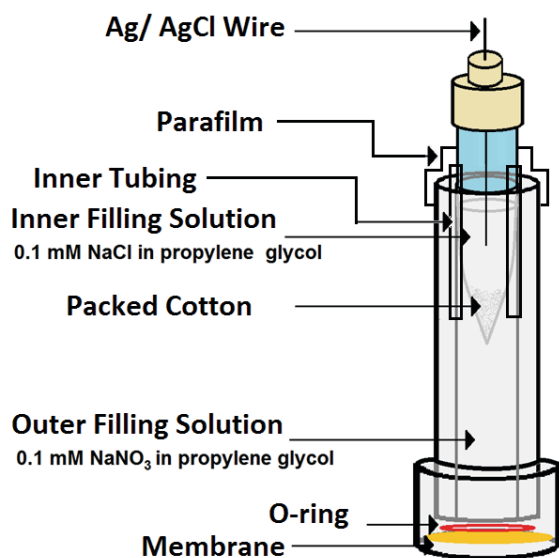 Ag/ AgCl Wire
Parafilm
Inner Tubing
Inner Filling Solution
0.1 mM NaCl in propylene glycol
Packed Cotton
Outer Filling Solution
0.1 mM NaNO₃ in propylene glycol
O-ring
Membrane